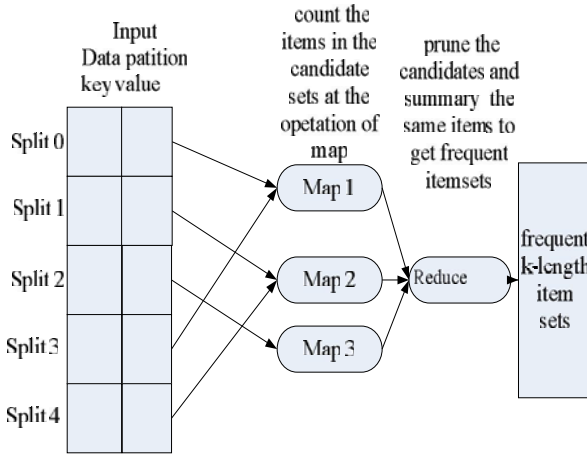 Input
Data patition
key value
count the
items in the
candidate
sets at the
opetation of
map
prune the
candidates and
summary the
same items to
get frequent
itemsets
Split 0
Split 1
Split 2
Split 3
Split 4
Map 1
Map 2
Map 3
Reduce
frequent
k-length
item
sets